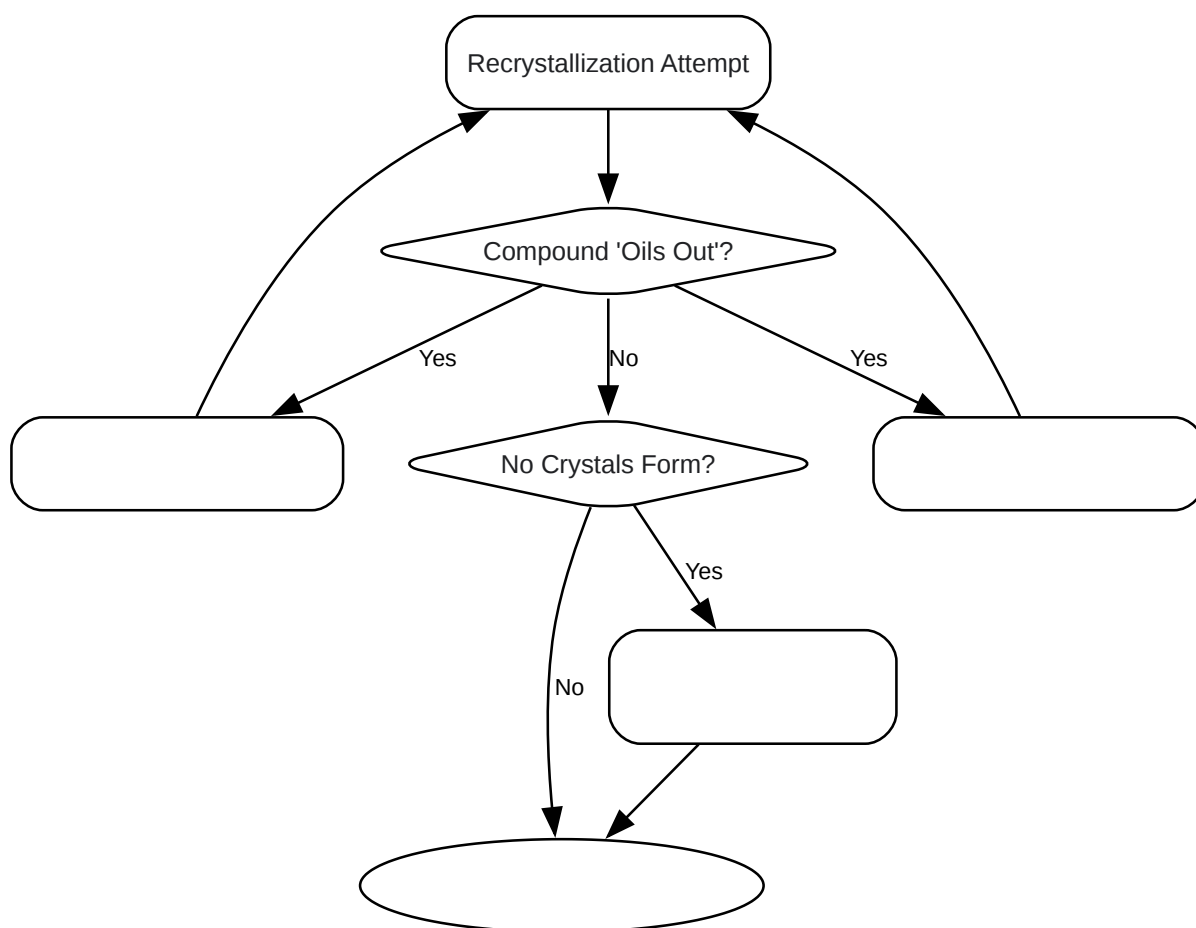 Recrystallization Attempt
Compound 'Oils Out'?
Yes
No
Yes
No Crystals Form?
Yes
No